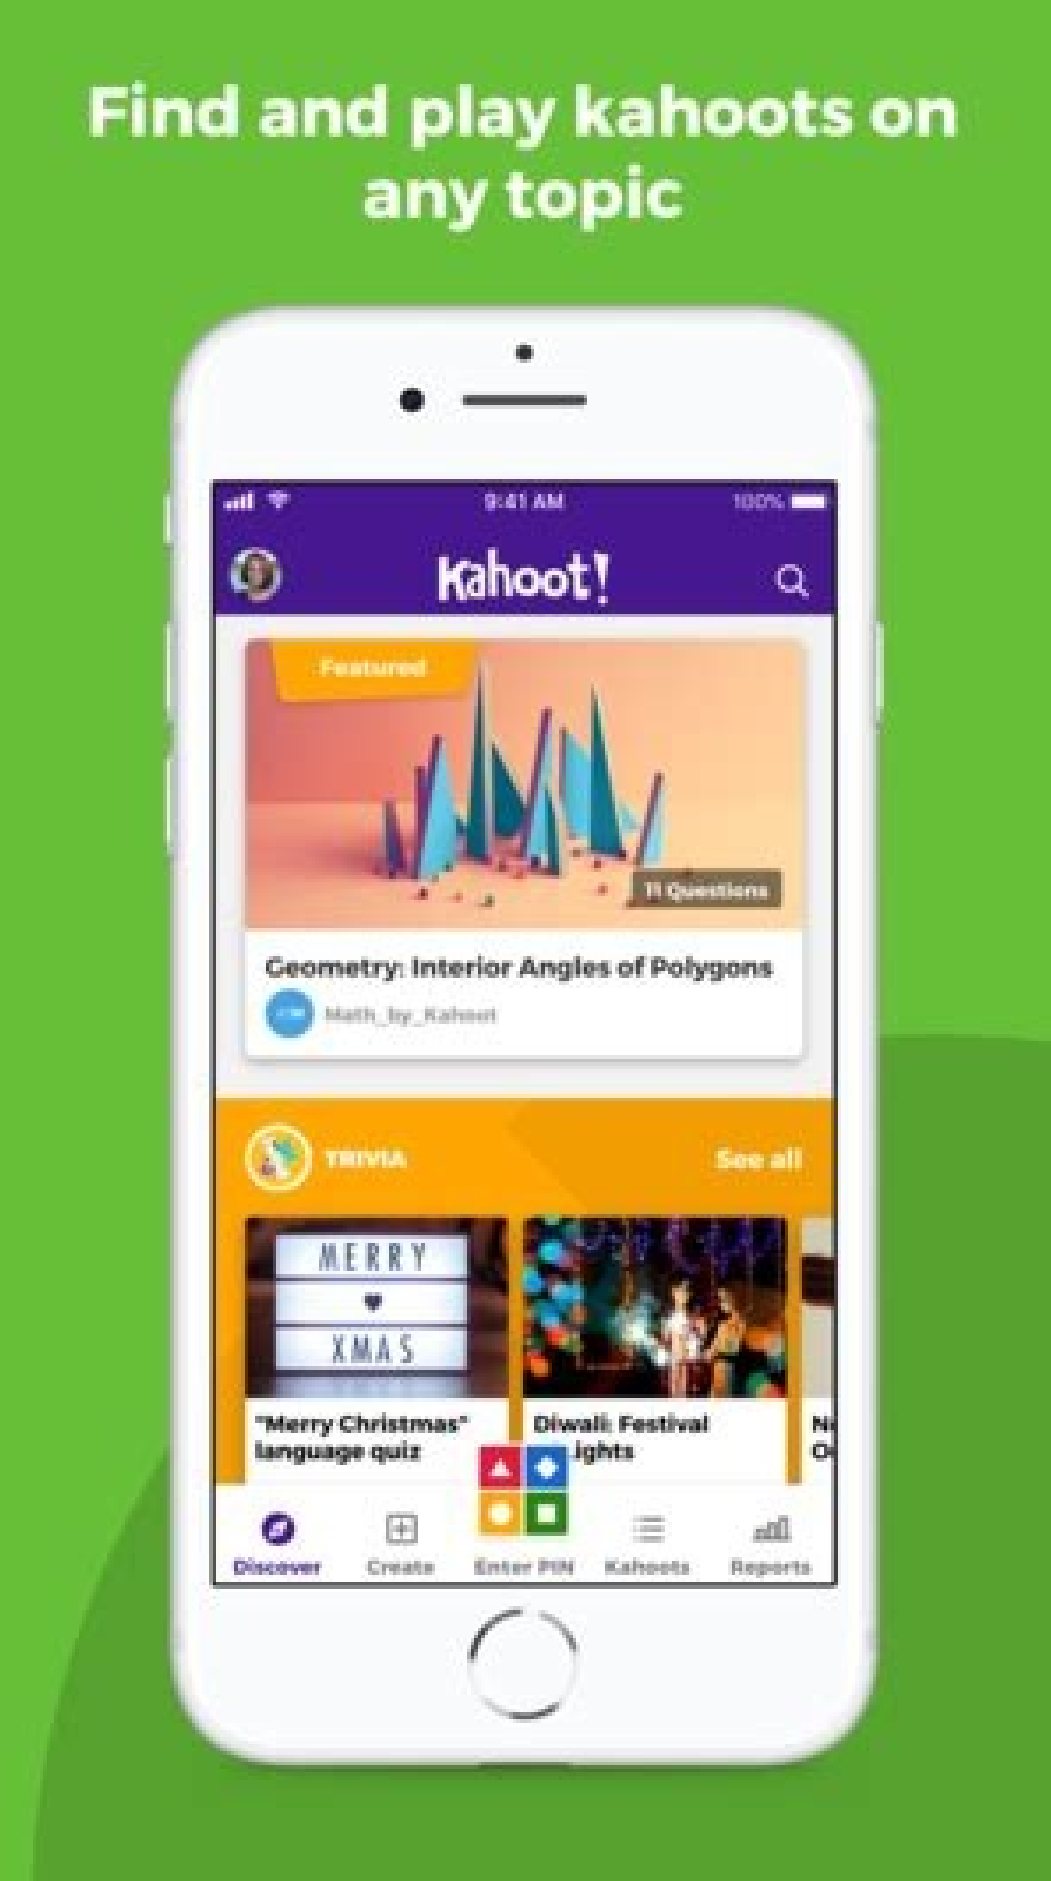 Find and play kahoots on
any topic
9:41 AM
100%
Kahoot!
Featured
11 Questions
Geometry: Interior Angles of Polygons
Math_by_Kahoot
TRIVIA
See all
MERRY
XMAS
"Merry Christmas"
language quiz
Diwali: Festival
ights
Discover
Create
Enter PIN
Kahoots
Reports